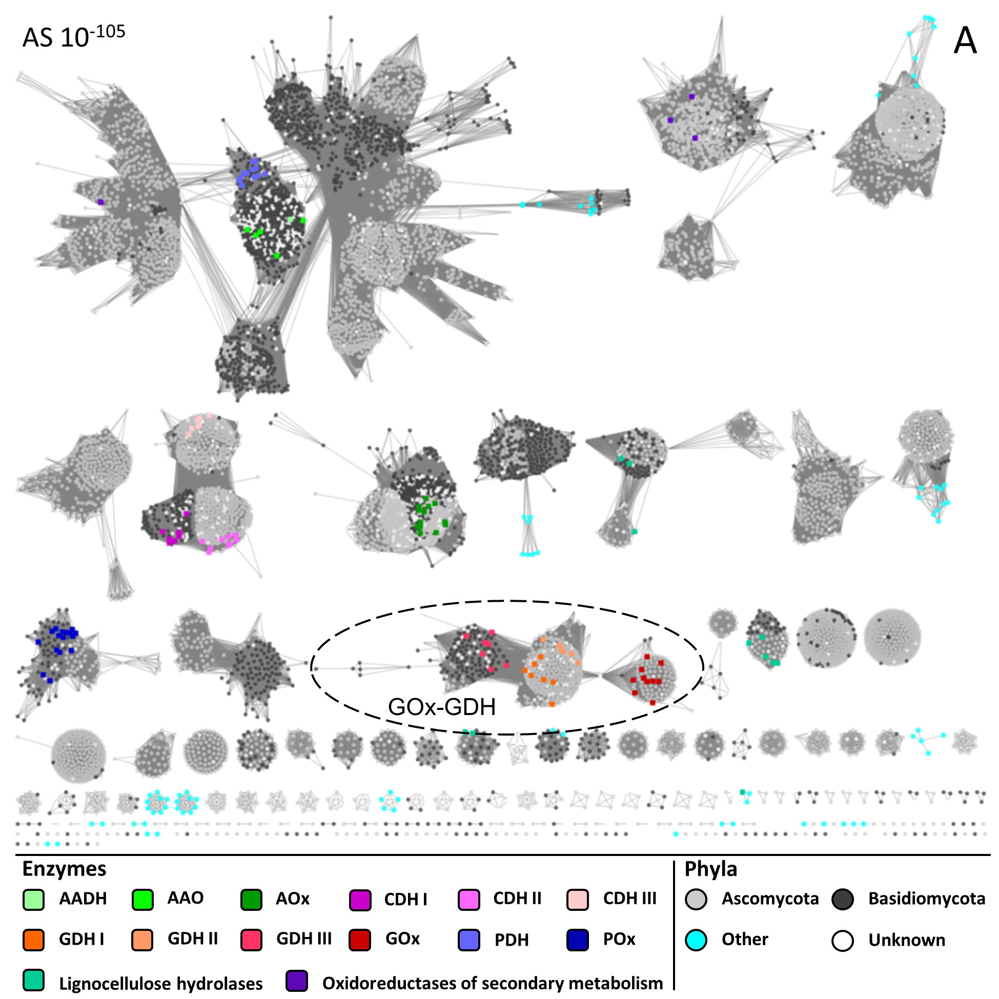 AS 10-105
A
GOx-GDH
Enzymes
Phyla
AADH
AAO
AOx
CDH I
CDH II
CDH III
Ascomycota
Basidiomycota
GDH I
GDH II
GDH III
GOx
PDH
POx
Other
Unknown
Lignocellulose hydrolases
Oxidoreductases of secondary metabolism